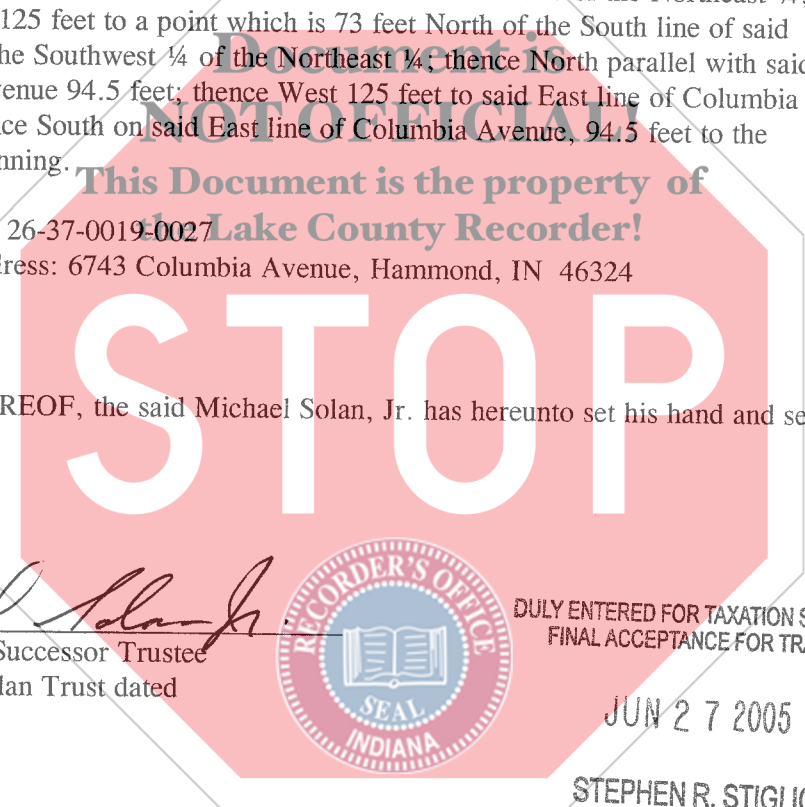 125 feet to a point which is 73 feet North of the South line of said
Document is
he Southwest ¼ of the Northeast ¼; thence North parallel with said
enue 94.5 feet; thence West 125 feet to said East line of Columbia
NOT OFFICIAL!
ce South on said East line of Columbia Avenue, 94.5 feet to the
nning.
This Document is the property of
the Lake County Recorder!
26-37-0019-0027
ress: 6743 Columbia Avenue, Hammond, IN 46324
STOP
REOF, the said Michael Solan, Jr. has hereunto set his hand and se
Solan Jr.
Successor Trustee
lan Trust dated
RECORDER'S OFFICE
SEAL
INDIANA
DULY ENTERED FOR TAXATION S
FINAL ACCEPTANCE FOR TRA
JUN 27 2005
STEPHEN R. STIGLIC